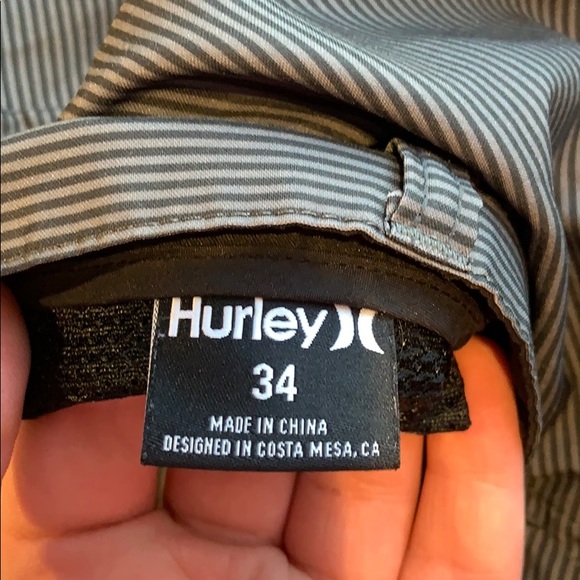 Hurley
34
MADE IN CHINA
DESIGNED IN COSTA MESA, CA